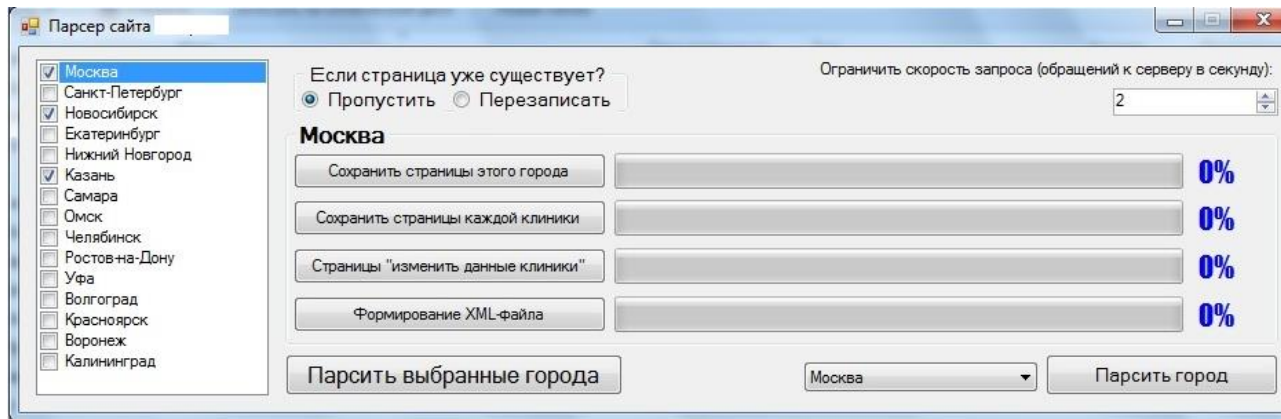 Парсер сайта
Москва
Санкт-Петербург
Новосибирск
Екатеринбург
Нижний Новгород
Казань
Самара
Омск
Челябинск
Ростов-на-Дону
Уфа
Волгоград
Красноярск
Воронеж
Калининград
Если страница уже существует?
Пропустить Перезаписать
Ограничить скорость запроса (обращений к серверу в секунду):
2
Москва
Сохранить страницы этого города 0%
Сохранить страницы каждой клиники 0%
Страницы "изменить данные клиники" 0%
Формирование XML-файла 0%
Парсить выбранные города
Москва
Парсить город